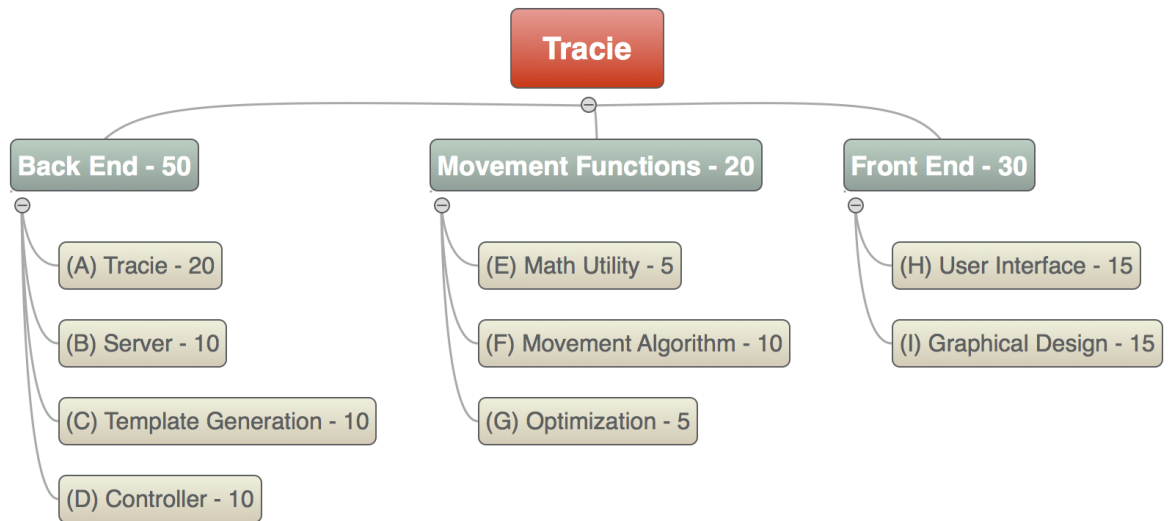 Tracie
Back End - 50
Movement Functions - 20
Front End - 30
(A) Tracie - 20
(B) Server - 10
(C) Template Generation - 10
(D) Controller - 10
(E) Math Utility - 5
(F) Movement Algorithm - 10
(G) Optimization - 5
(H) User Interface - 15
(I) Graphical Design - 15